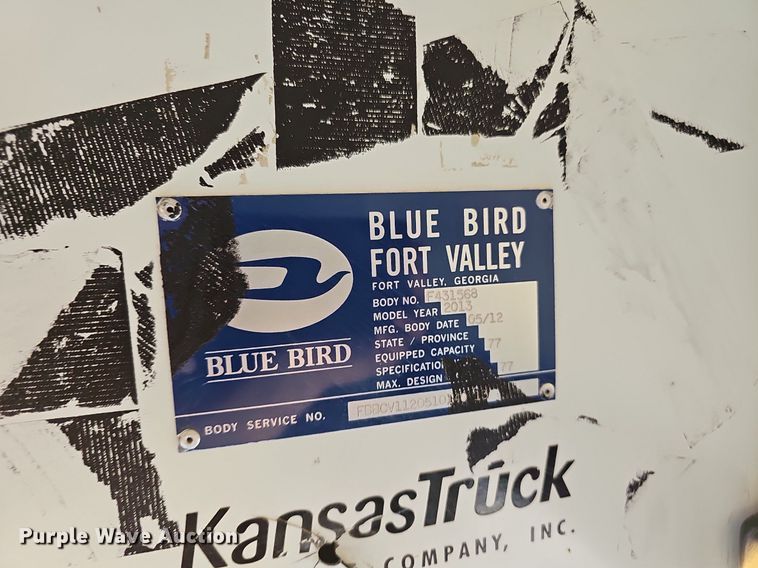 BLUE BIRD
FORT VALLEY
FORT VALLEY, GEORGIA
BODY NO. F431568
MODEL YEAR 2013
MFG. BODY DATE 05/12
STATE / PROVINCE
EQUIPPED CAPACITY 77
SPECIFICATION
MAX. DESIGN 77
BLUE BIRD
BODY SERVICE NO.
KansasTruck
COMPANY, INC.
Purple Wave Auction